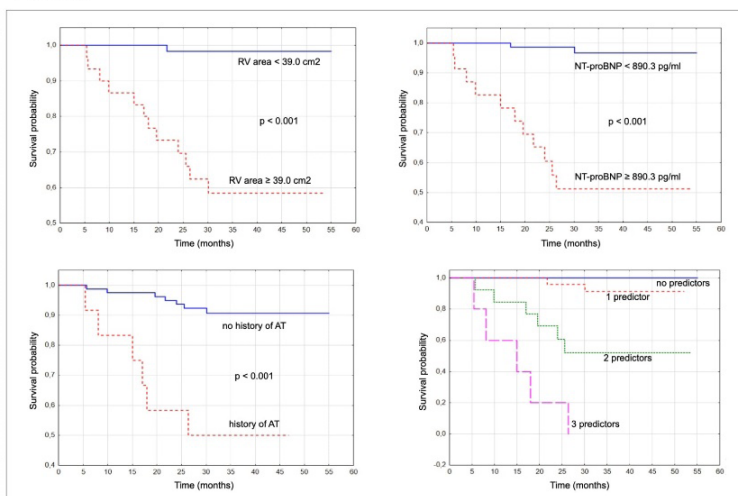 1,0
0,9
0,8
0,7
0,6
0,5
Survival probability
RV area < 39.0 cm2
p < 0.001
RV area ≥ 39.0 cm2
0 5 10 15 20 25 30 35 40 45 50 55 60
Time (months)
1,0
0,9
0,8
0,7
0,6
0,5
0,4
Survival probability
NT-proBNP < 890.3 pg/ml
p < 0.001
NT-proBNP ≥ 890.3 pg/ml
0 5 10 15 20 25 30 35 40 45 50 55 60
Time (months)
1,0
0,9
0,8
0,7
0,6
0,5
0,4
Survival probability
no history of AT
p < 0.001
history of AT
0 5 10 15 20 25 30 35 40 45 50 55 60
Time (months)
1,0
0,8
0,6
0,4
0,2
0,0
-0,2
Survival probability
no predictors
1 predictor
2 predictors
3 predictors
0 5 10 15 20 25 30 35 40 45 50 55 60
Time (months)